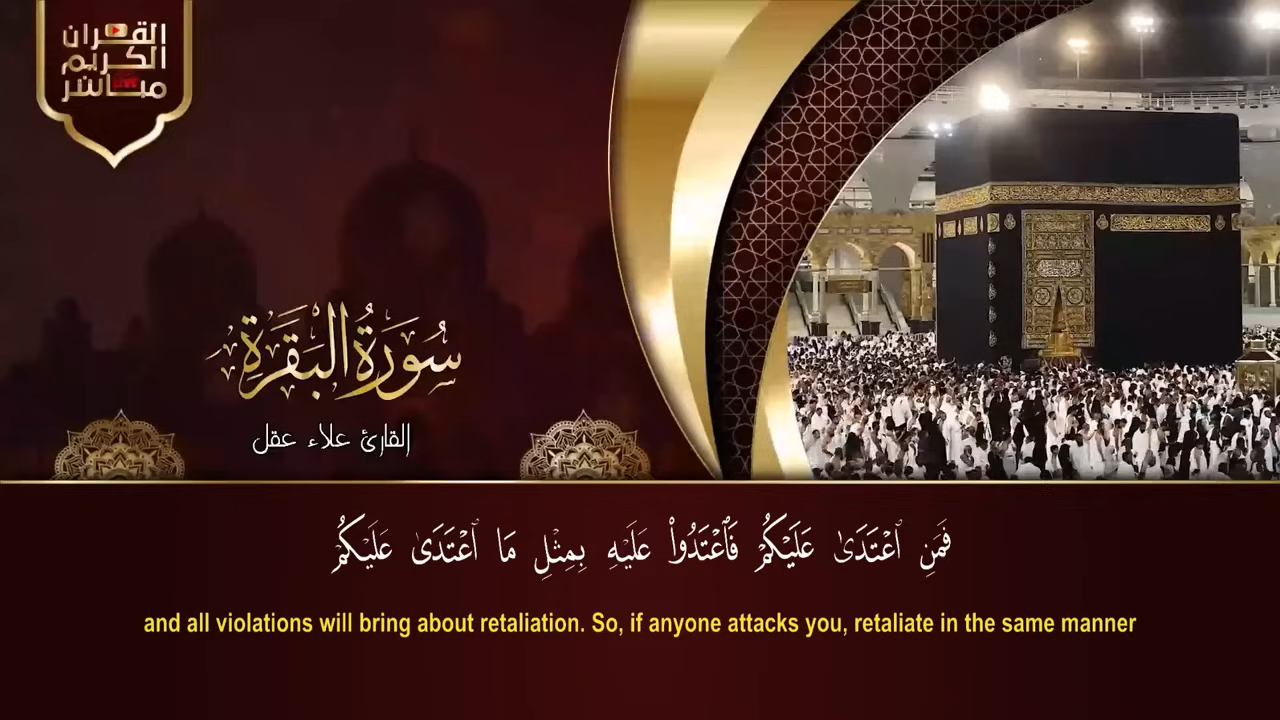 القرآن
الكريم
مباشر
سُورَةُ البَقَرَةِ
القارئ علاء عقل
فَمَنِ ٱعْتَدَىٰ عَلَيْكُمْ فَٱعْتَدُوا۟ عَلَيْهِ بِمِثْلِ مَا ٱعْتَدَىٰ عَلَيْكُمْ
and all violations will bring about retaliation. So, if anyone attacks you, retaliate in the same manner